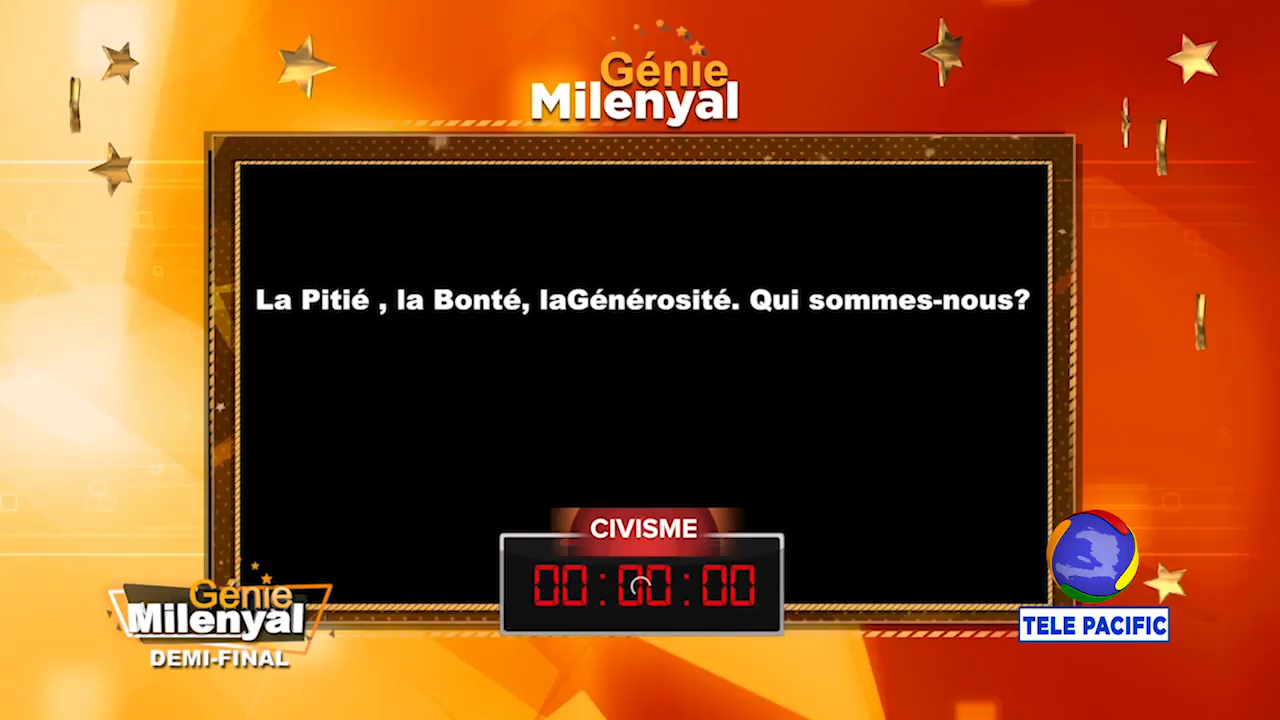 Génie
Milenyal
La Pitié , la Bonté, laGénérosité. Qui sommes-nous?
CIVISME
00:00:00
Génie
Milenyal
DEMI-FINAL
TELE PACIFIC